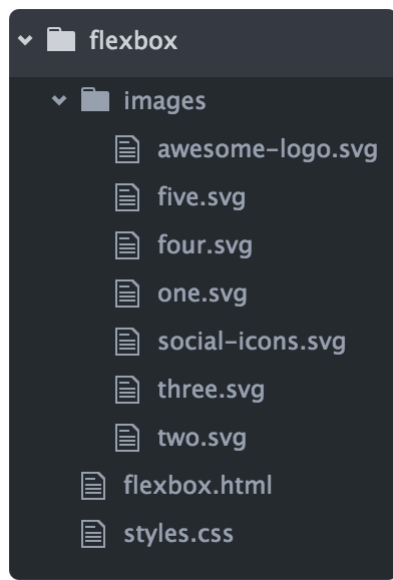 flexbox
images
awesome-logo.svg
five.svg
four.svg
one.svg
social-icons.svg
three.svg
two.svg
flexbox.html
styles.css